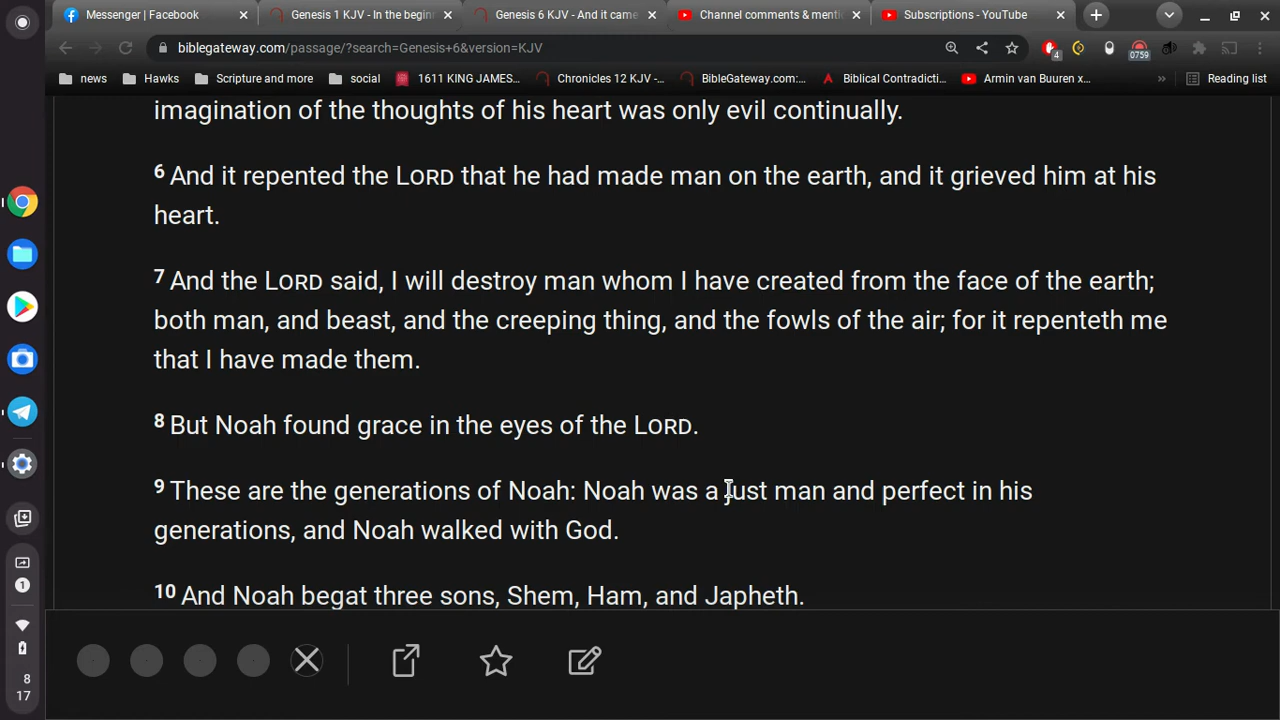 Messenger | Facebook
Genesis 1 KJV - In the beginn
Genesis 6 KJV - And it came
Channel comments & menti
Subscriptions - YouTube
biblegateway.com/passage/?search=Genesis+6&version=KJV
4
0759
news
Hawks
Scripture and more
social
1611 KING JAMES...
Chronicles 12 KJV -...
BibleGateway.com:...
Biblical Contradicti...
Armin van Buuren x...
»
Reading list
imagination of the thoughts of his heart was only evil continually.
6 And it repented the LORD that he had made man on the earth, and it grieved him at his
heart.
7 And the LORD said, I will destroy man whom I have created from the face of the earth;
both man, and beast, and the creeping thing, and the fowls of the air; for it repenteth me
that I have made them.
8 But Noah found grace in the eyes of the LORD.
9 These are the generations of Noah: Noah was a just man and perfect in his
generations, and Noah walked with God.
10 And Noah begat three sons, Shem, Ham, and Japheth.
1
8
17